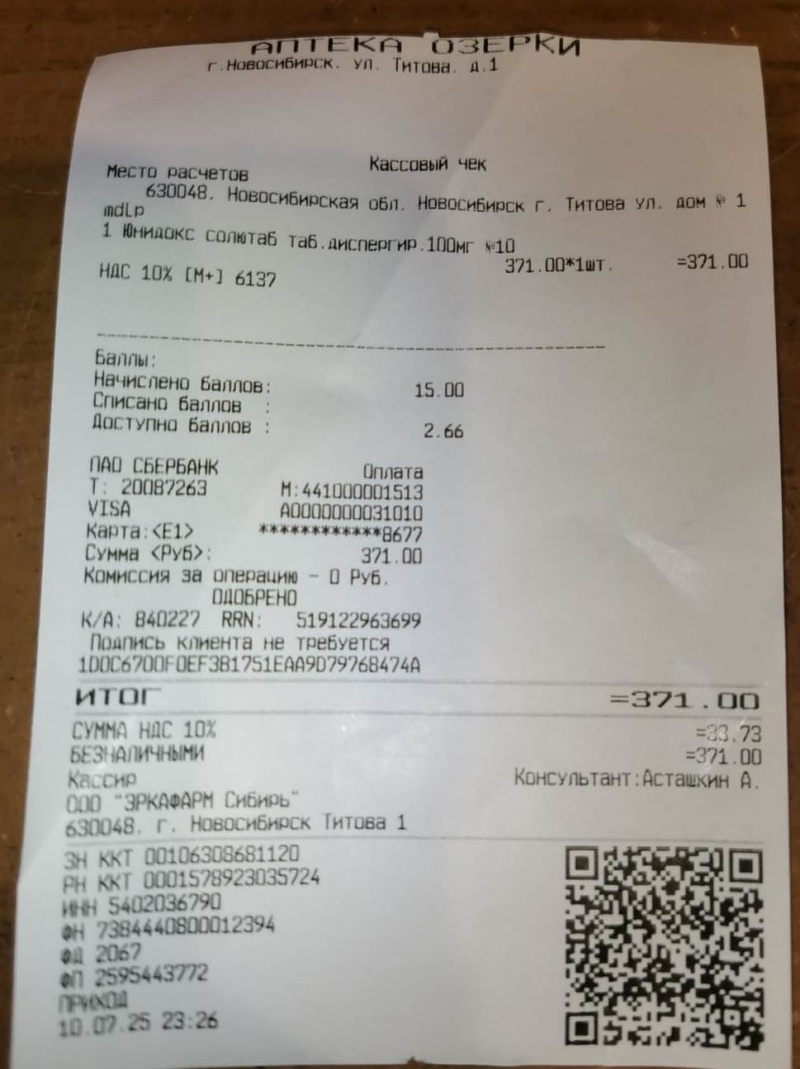 АПТЕКА ОЗЕРКИ
г.Новосибирск. ул. Титова. д.1
Кассовый чек
Место расчетов
630048. Новосибирская обл. Новосибирск г. Титова ул. дом № 1
mdlp
1 Юнидокс солютаб таб.диспергир.100мг №10
371.00*1шт. =371.00
НДС 10% [М+] 6137
Баллы:
Начислено баллов: 15.00
Списано баллов :
Доступно баллов : 2.66
ПАО СБЕРБАНК Оплата
Т: 20087263 М:441000001513
VISA A0000000031010
Карта:<E1> ************8677
Сумма <Руб>: 371.00
Комиссия за операцию - 0 Руб.
ОДОБРЕНО
К/А: 840227 RRN: 519122963699
Подпись клиента не требуется
1D0C6700F0EF3B1751EAA9D79768474A
ИТОГ =371.00
СУММА НДС 10% =33.73
БЕЗНАЛИЧНЫМИ =371.00
Кассир Консультант:Асташкин А.
ООО "ЭРКАФАРМ Сибирь"
630048. г. Новосибирск Титова 1
ЗН ККТ 00106308681120
РН ККТ 0001578923035724
ИНН 5402036790
ФН 7384440800012394
ФД 2067
ФП 2595443772
ПРИХОД
10.07.25 23:26